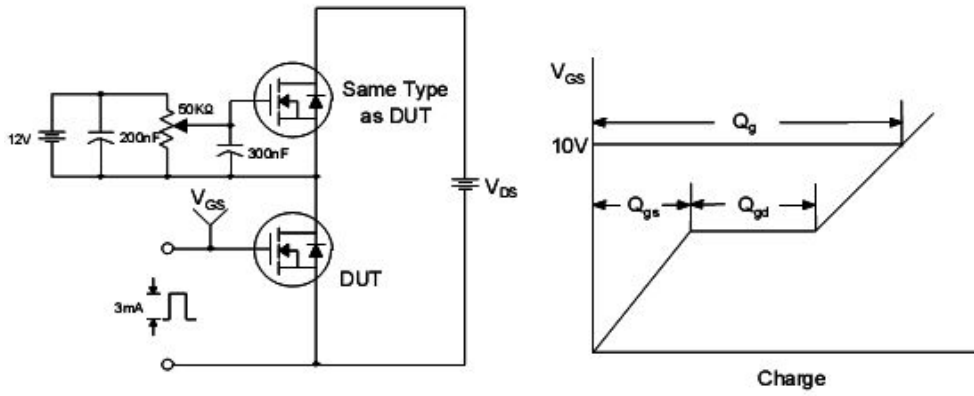 12V
200nF
50KΩ
300nF
Same Type
as DUT
VGS
DUT
3mA
VDS
VGS
10V
Qg
Qgs
Qgd
Charge